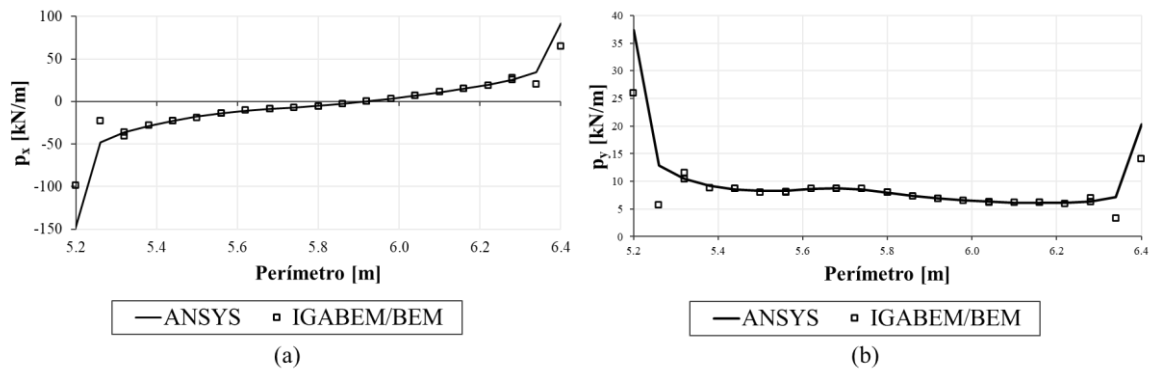 100
50
0
-50
-100
-150
pₓ [kN/m]
5.2 5.4 5.6 5.8 6.0 6.2 6.4
Perímetro [m]
ANSYS IGABEM/BEM
(a)
40
35
30
25
20
15
10
5
0
p_y [kN/m]
5.2 5.4 5.6 5.8 6.0 6.2 6.4
Perímetro [m]
ANSYS IGABEM/BEM
(b)